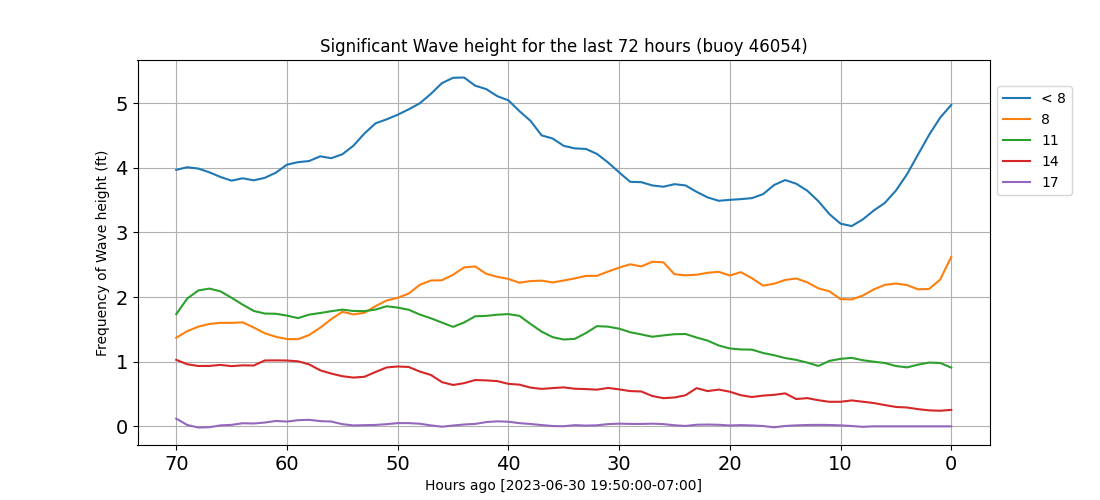 Significant Wave height for the last 72 hours (buoy 46054)
Frequency of Wave height (ft)
5
4
3
2
1
0
70 60 50 40 30 20 10 0
Hours ago [2023-06-30 19:50:00-07:00]
< 8
8
11
14
17